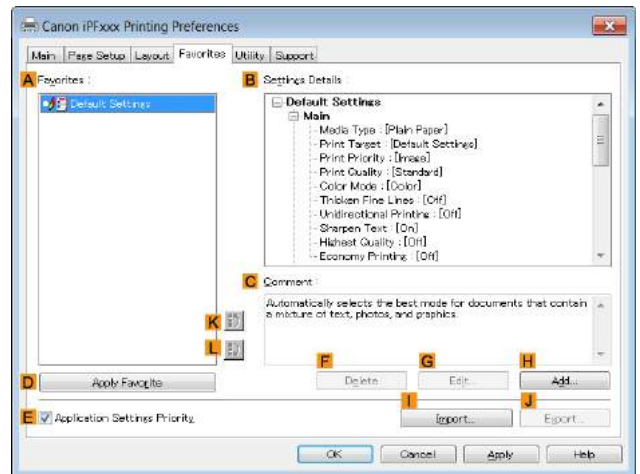 Canon iPFxxx Printing Preferences
Main Page Setup Layout Favorites Utility Support
A Favorites :
Default Settings
B Settings Details :
Default Settings
Main
Media Type : [Plain Paper]
Print Target : [Default Settings]
Print Priority : [Image]
Print Quality : [Standard]
Color Mode : [Color]
Thicken Fine Lines : [Off]
Unidirectional Printing : [Off]
Sharpen Text : [On]
Highest Quality : [Off]
Economy Printing : [Off]
C Comment :
Automatically selects the best mode for documents that contain
a mixture of text, photos, and graphics.
K
L
F Delete
G Edit...
H Add...
D Apply Favorite
E Application Settings Priority
I Import...
J Export...
OK Cancel Apply Help